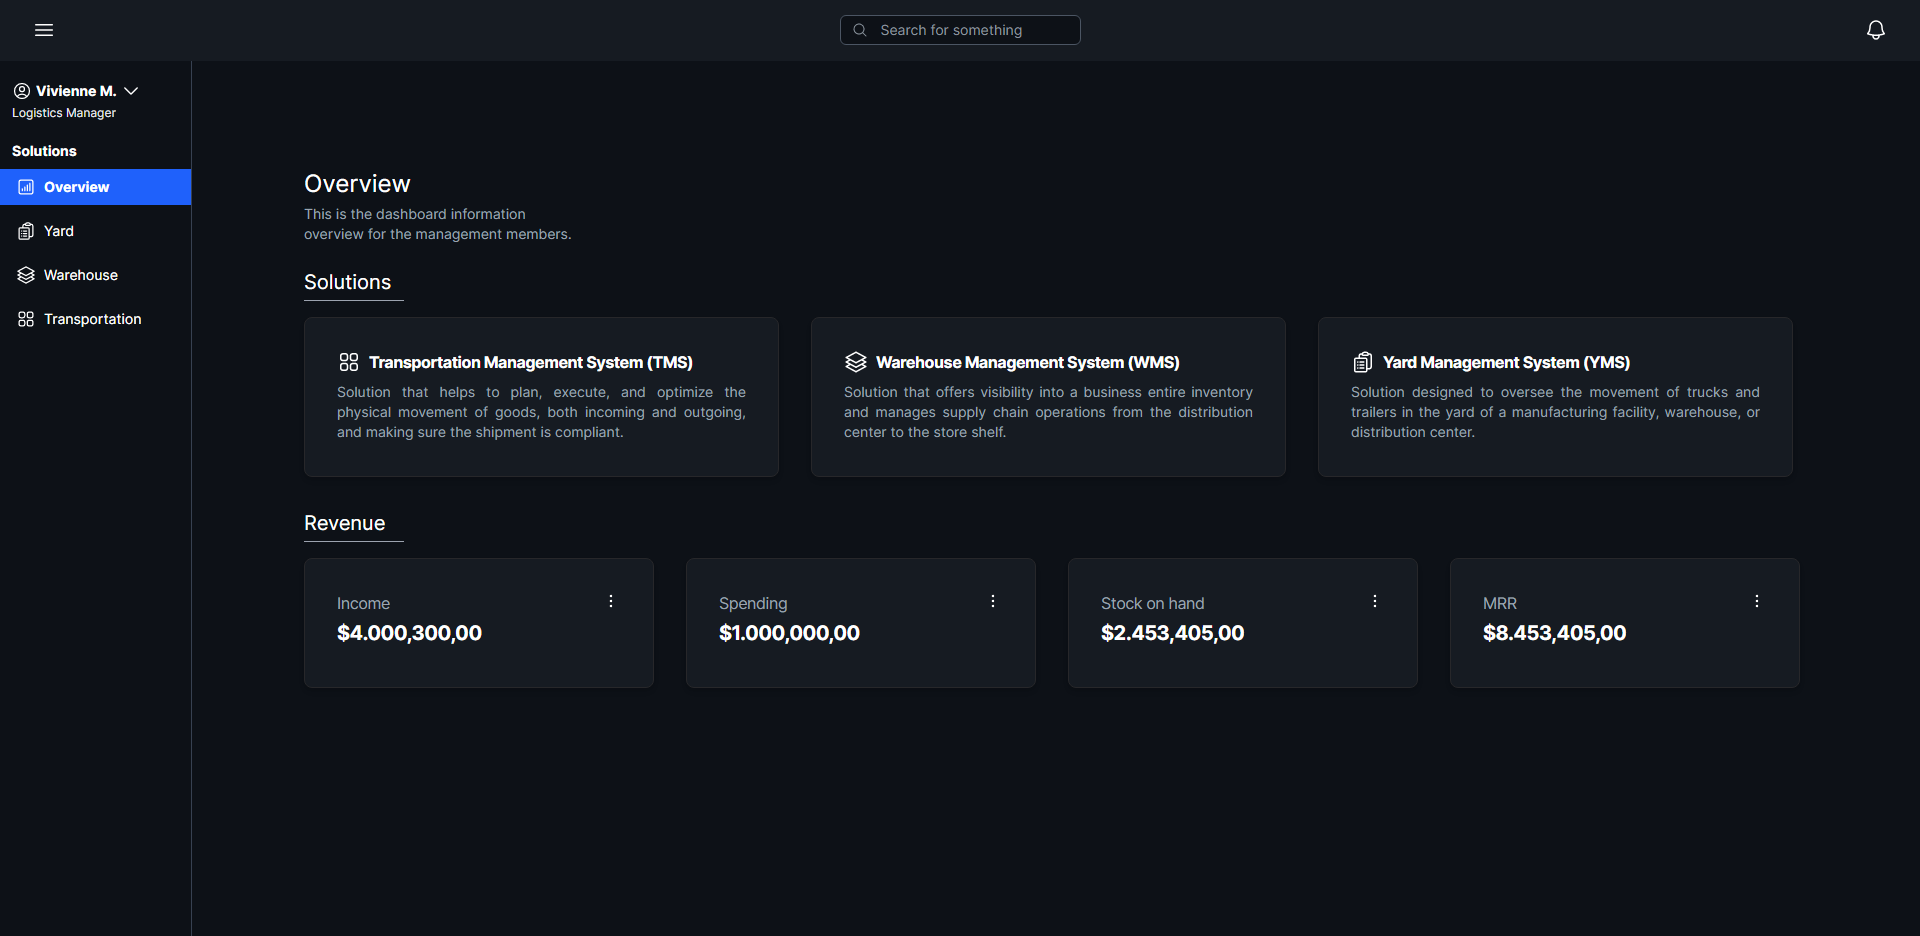 Search for something
Vivienne M.
Logistics Manager
Solutions
Overview
Yard
Warehouse
Transportation
Overview
This is the dashboard information
overview for the management members.
Solutions
Transportation Management System (TMS)
Solution that helps to plan, execute, and optimize the
physical movement of goods, both incoming and outgoing,
and making sure the shipment is compliant.
Warehouse Management System (WMS)
Solution that offers visibility into a business entire inventory
and manages supply chain operations from the distribution
center to the store shelf.
Yard Management System (YMS)
Solution designed to oversee the movement of trucks and
trailers in the yard of a manufacturing facility, warehouse, or
distribution center.
Revenue
Income
$4.000,300,00
Spending
$1.000,000,00
Stock on hand
$2.453,405,00
MRR
$8.453,405,00